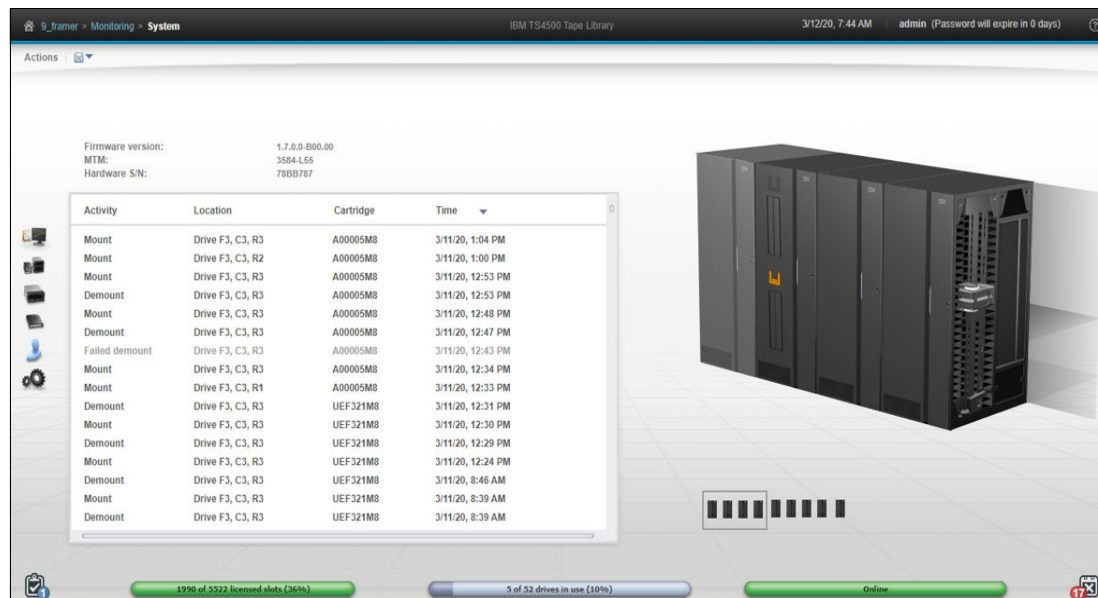 9_framer > Monitoring > System
IBM TS4500 Tape Library
3/12/20, 7:44 AM
admin (Password will expire in 0 days)
?
Actions
Firmware version: 1.7.0.0-B00.00
MTM: 3584-L55
Hardware S/N: 78BB787
Activity Location Cartridge Time
Mount Drive F3, C3, R3 A00005M8 3/11/20, 1:04 PM
Mount Drive F3, C3, R2 A00005M8 3/11/20, 1:00 PM
Mount Drive F3, C3, R3 A00005M8 3/11/20, 12:53 PM
Demount Drive F3, C3, R3 A00005M8 3/11/20, 12:53 PM
Mount Drive F3, C3, R3 A00005M8 3/11/20, 12:48 PM
Demount Drive F3, C3, R3 A00005M8 3/11/20, 12:47 PM
Failed demount Drive F3, C3, R3 A00005M8 3/11/20, 12:43 PM
Mount Drive F3, C3, R3 A00005M8 3/11/20, 12:34 PM
Mount Drive F3, C3, R1 A00005M8 3/11/20, 12:33 PM
Demount Drive F3, C3, R3 UEF321M8 3/11/20, 12:31 PM
Mount Drive F3, C3, R3 UEF321M8 3/11/20, 12:30 PM
Demount Drive F3, C3, R3 UEF321M8 3/11/20, 12:29 PM
Mount Drive F3, C3, R3 UEF321M8 3/11/20, 12:24 PM
Demount Drive F3, C3, R3 UEF321M8 3/11/20, 8:46 AM
Mount Drive F3, C3, R3 UEF321M8 3/11/20, 8:39 AM
Demount Drive F3, C3, R3 UEF321M8 3/11/20, 8:39 AM
1
1990 of 5522 licensed slots (36%)
5 of 52 drives in use (10%)
Online
17